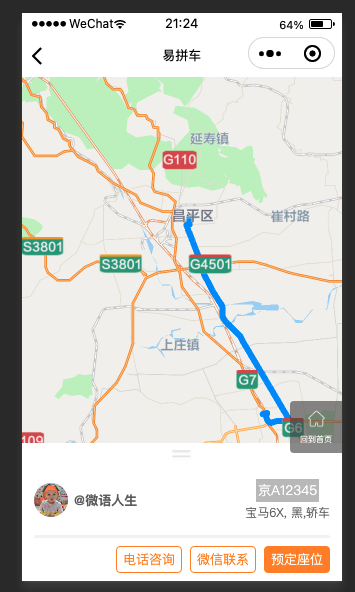 WeChat 21:24 64%
易拼车
延寿镇
G110
昌平区
崔村路
S3801
S3801
G4501
上庄镇
G7
G6
109
回到首页
@微语人生
京A12345
宝马6X, 黑,轿车
电话咨询 微信联系 预定座位